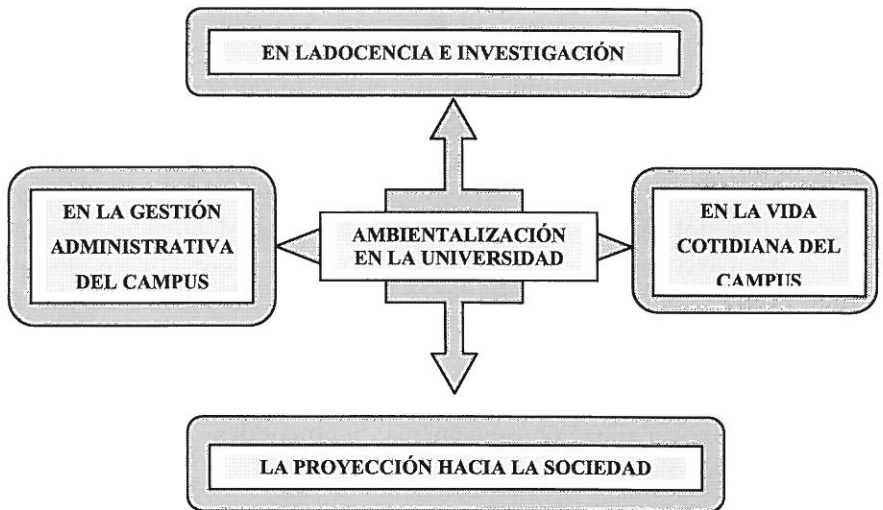 EN LADOCENCIA E INVESTIGACIÓN
EN LA GESTIÓN
ADMINISTRATIVA
DEL CAMPUS
AMBIENTALIZACIÓN
EN LA UNIVERSIDAD
EN LA VIDA
COTIDIANA DEL
CAMPUS
LA PROYECCIÓN HACIA LA SOCIEDAD